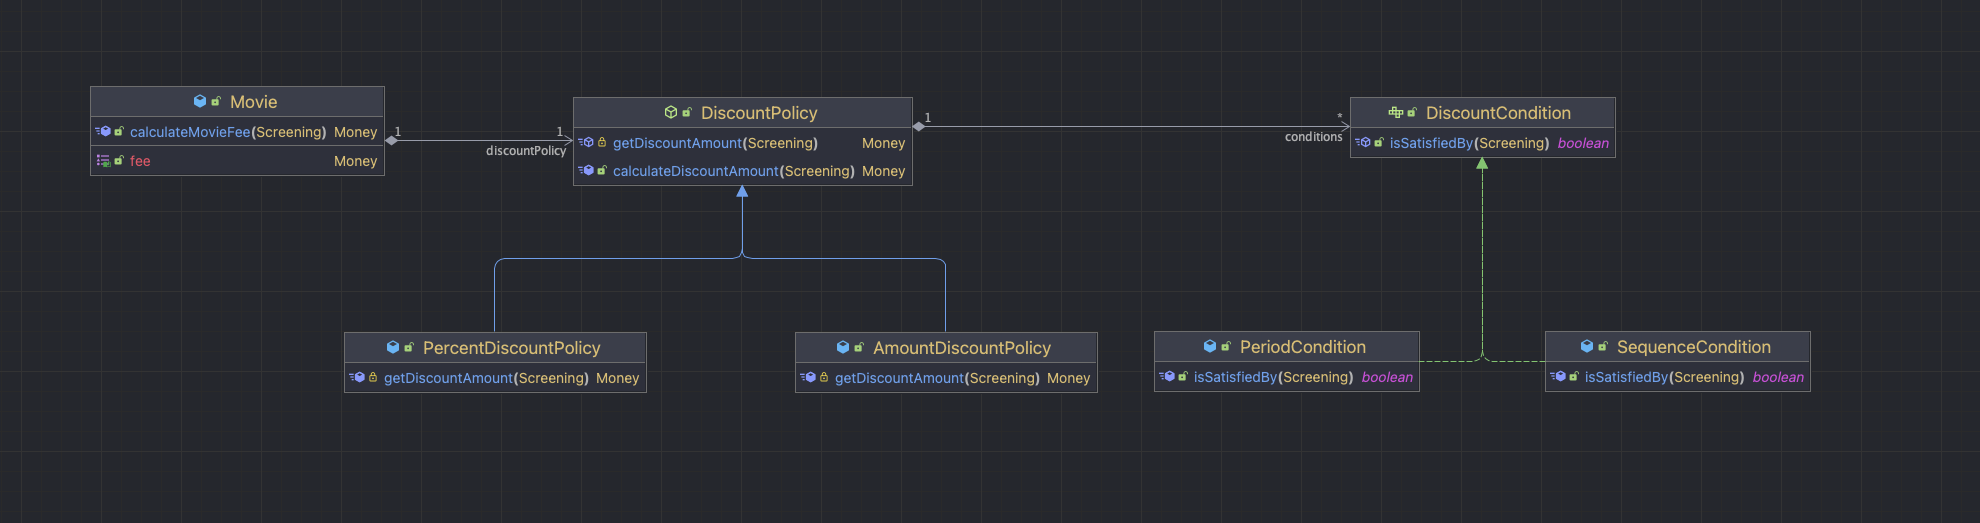 Movie
calculateMovieFee(Screening) Money
fee Money
1
1
discountPolicy
DiscountPolicy
getDiscountAmount(Screening) Money
calculateDiscountAmount(Screening) Money
1
*
conditions
DiscountCondition
isSatisfiedBy(Screening) boolean
PercentDiscountPolicy
getDiscountAmount(Screening) Money
AmountDiscountPolicy
getDiscountAmount(Screening) Money
PeriodCondition
isSatisfiedBy(Screening) boolean
SequenceCondition
isSatisfiedBy(Screening) boolean